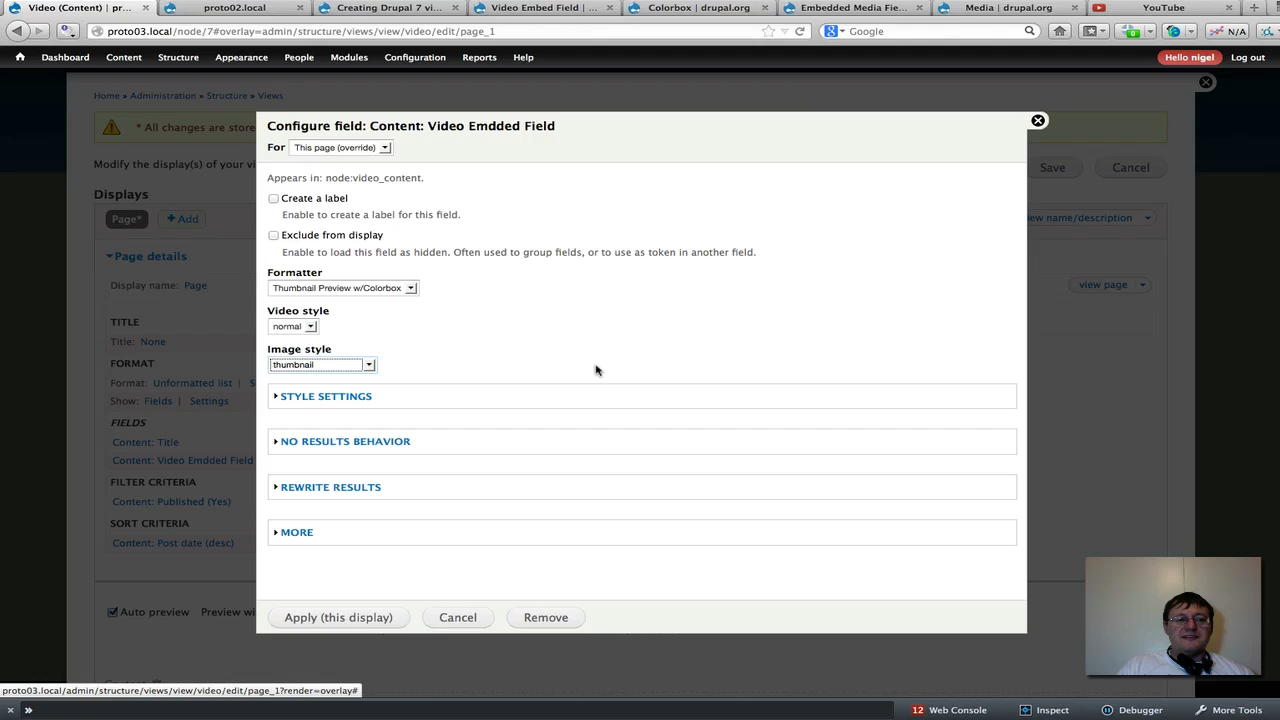 Video (Content) | pr... × proto02.local × Creating Drupal 7 vi... × Video Embed Field | ... × Colorbox | drupal.org × Embedded Media Fie... × Media | drupal.org × YouTube
proto03.local/node/7#overlay=admin/structure/views/view/video/edit/page_1 Google 0 N/A
Dashboard Content Structure Appearance People Modules Configuration Reports Help Hello nigel Log out
Home » Administration » Structure » Views
* All changes are store
Configure field: Content: Video Emdded Field
For This page (override)
Modify the display(s) of your vi
Save Cancel
Appears in: node:video_content.
Displays
Create a label
Page* Add
Enable to create a label for this field.
iew name/description
Exclude from display
Enable to load this field as hidden. Often used to group fields, or to use as token in another field.
Page details
Formatter
Display name: Page
Thumbnail Preview w/Colorbox
view page
Video style
TITLE
normal
Title: None
Image style
FORMAT
thumbnail
Format: Unformatted list | S
STYLE SETTINGS
Show: Fields | Settings
FIELDS
Content: Title
NO RESULTS BEHAVIOR
Content: Video Emdded Field
FILTER CRITERIA
REWRITE RESULTS
Content: Published (Yes)
SORT CRITERIA
MORE
Content: Post date (desc)
Auto preview Preview wi
Apply (this display) Cancel Remove
proto03.local/admin/structure/views/view/video/edit/page_1?render=overlay#
× » 12 Web Console Inspect Debugger More Tools